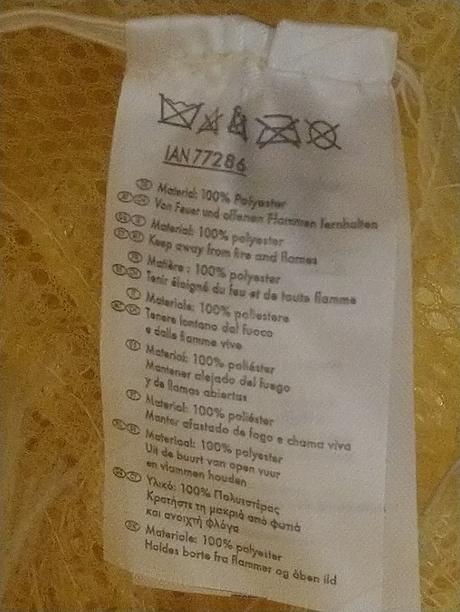 IAN 77286
Material: 100% Polyester
Von Feuer und offenen Flammen fernhalten
Material: 100% polyester
Keep away from fire and flames
Matière : 100% polyester
Tenir éloigné du feu et de toute flamme
Materiale: 100% poliestere
Tenere lontano dal fuoco
e dalle fiamme vive
Material: 100% poliéster
Mantener alejado del fuego
y de llamas abiertas
Material: 100% poliéster
Manter afastado de fogo e chama viva
Materiaal: 100% polyester
Uit de buurt van open vuur
en vlammen houden
Υλικό: 100% Πολυεστέρας
Κρατήστε τη μακριά από φωτιά
και ανοιχτή φλόγα
Materiale: 100% polyester
Holdes borte fra flammer og åben ild